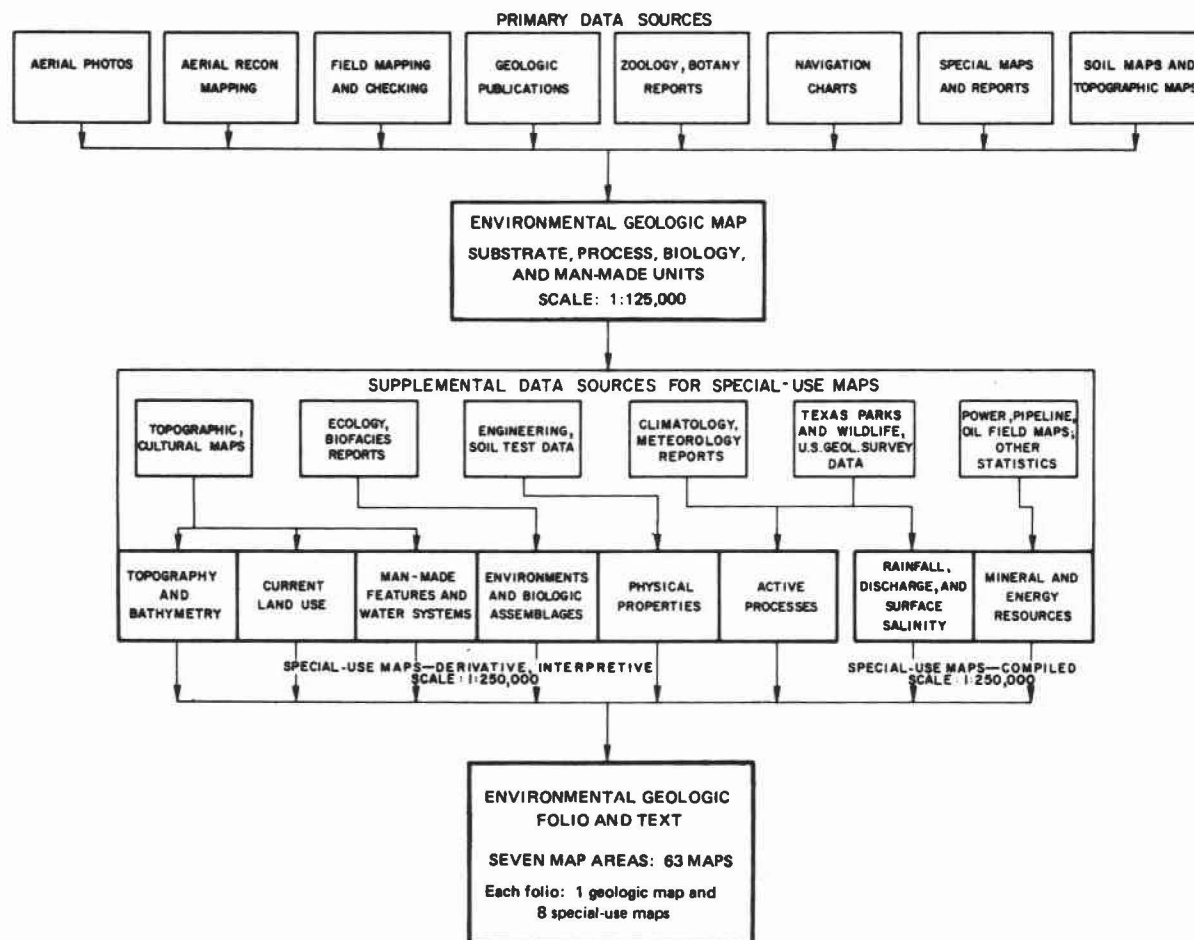 PRIMARY DATA SOURCES
AERIAL PHOTOS
AERIAL RECON
MAPPING
FIELD MAPPING
AND CHECKING
GEOLOGIC
PUBLICATIONS
ZOOLOGY, BOTANY
REPORTS
NAVIGATION
CHARTS
SPECIAL MAPS
AND REPORTS
SOIL MAPS AND
TOPOGRAPHIC MAPS
ENVIRONMENTAL GEOLOGIC MAP
SUBSTRATE, PROCESS, BIOLOGY,
AND MAN-MADE UNITS
SCALE: 1:125,000
SUPPLEMENTAL DATA SOURCES FOR SPECIAL-USE MAPS
TOPOGRAPHIC,
CULTURAL MAPS
ECOLOGY,
BIOFACIES
REPORTS
ENGINEERING,
SOIL TEST DATA
CLIMATOLOGY,
METEOROLOGY
REPORTS
TEXAS PARKS
AND WILDLIFE,
U.S. GEOL. SURVEY
DATA
POWER, PIPELINE,
OIL FIELD MAPS;
OTHER
STATISTICS
TOPOGRAPHY
AND
BATHYMETRY
CURRENT
LAND USE
MAN-MADE
FEATURES AND
WATER SYSTEMS
ENVIRONMENTS
AND BIOLOGIC
ASSEMBLAGES
PHYSICAL
PROPERTIES
ACTIVE
PROCESSES
RAINFALL,
DISCHARGE, AND
SURFACE
SALINITY
MINERAL AND
ENERGY
RESOURCES
SPECIAL-USE MAPS—DERIVATIVE, INTERPRETIVE
SCALE: 1:250,000
SPECIAL-USE MAPS—COMPILED
SCALE: 1:250,000
ENVIRONMENTAL GEOLOGIC
FOLIO AND TEXT
SEVEN MAP AREAS: 63 MAPS
Each folio: 1 geologic map and
8 special-use maps